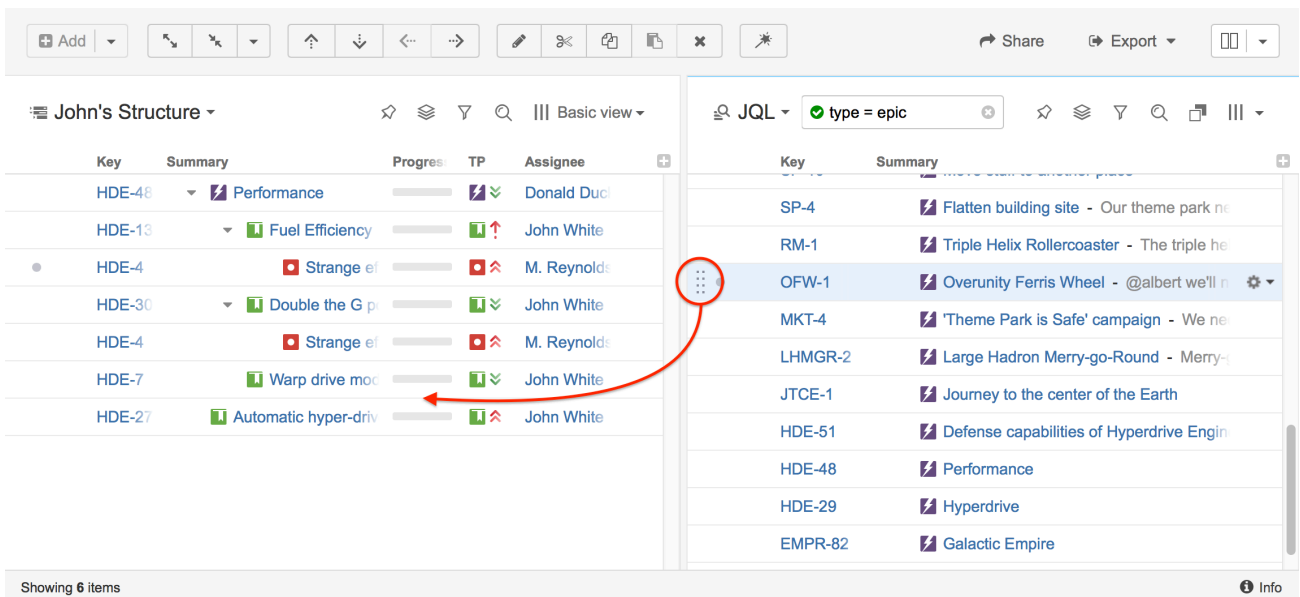 Add
Share
Export
John's Structure
Basic view
Key Summary Progres TP Assignee
HDE-48 Performance Donald Duc
HDE-13 Fuel Efficiency John White
HDE-4 Strange ef M. Reynolds
HDE-30 Double the G p John White
HDE-4 Strange ef M. Reynolds
HDE-7 Warp drive moc John White
HDE-27 Automatic hyper-driv John White
JQL type = epic
Key Summary
Move stuff to another place
SP-4 Flatten building site - Our theme park ne
RM-1 Triple Helix Rollercoaster - The triple he
OFW-1 Overunity Ferris Wheel - @albert we'll n
MKT-4 'Theme Park is Safe' campaign - We nee
LHMGR-2 Large Hadron Merry-go-Round - Merry-
JTCE-1 Journey to the center of the Earth
HDE-51 Defense capabilities of Hyperdrive Engin
HDE-48 Performance
HDE-29 Hyperdrive
EMPR-82 Galactic Empire
Showing 6 items
Info